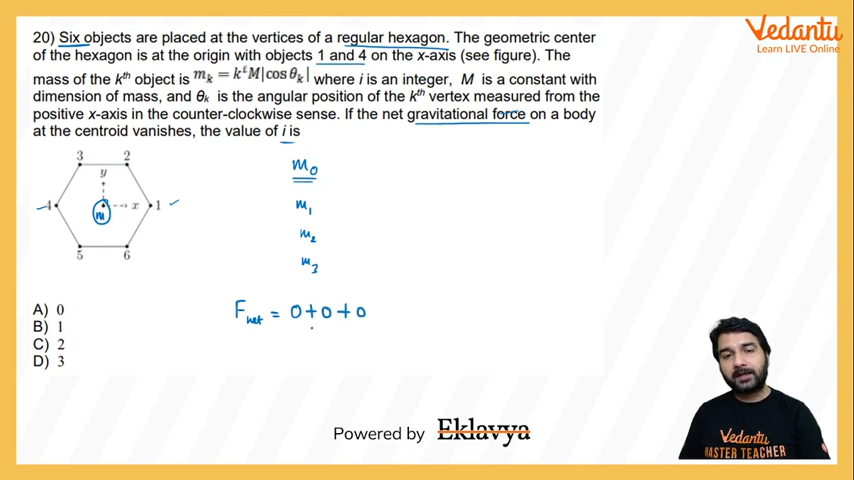 20) Six objects are placed at the vertices of a regular hexagon. The geometric center
of the hexagon is at the origin with objects 1 and 4 on the x-axis (see figure). The
mass of the kth object is m_k = k^i M|cos θ_k| where i is an integer, M is a constant with
dimension of mass, and θk is the angular position of the kth vertex measured from the
positive x-axis in the counter-clockwise sense. If the net gravitational force on a body
at the centroid vanishes, the value of i is
Vedantu
Learn LIVE Online
3 2
y
4 m x 1
5 6
m₀
m₁
m₂
m₃
F_net = 0 + 0 + 0
A) 0
B) 1
C) 2
D) 3
Powered by Eklavya
Vedantu
MASTER TEACHER